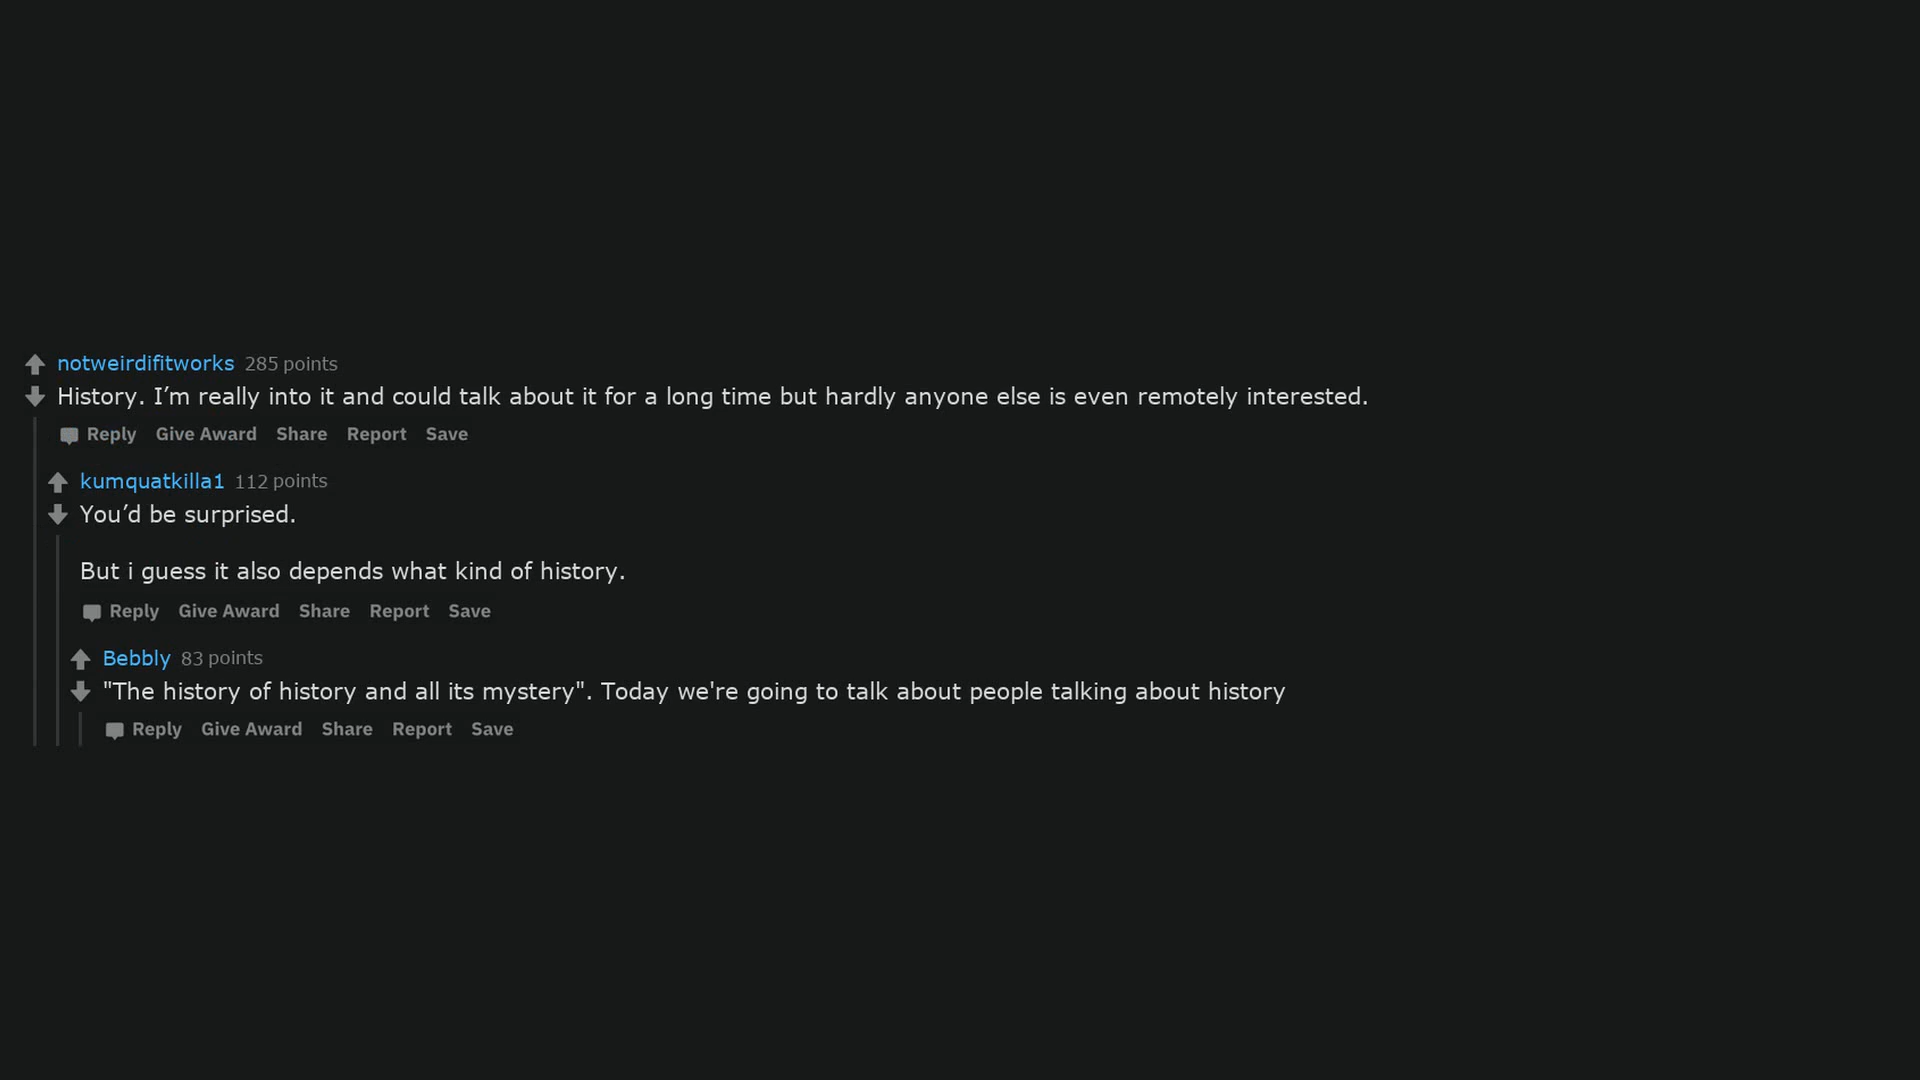 notweirdifitworks 285 points
History. I’m really into it and could talk about it for a long time but hardly anyone else is even remotely interested.
Reply Give Award Share Report Save
kumquatkilla1 112 points
You’d be surprised.
But i guess it also depends what kind of history.
Reply Give Award Share Report Save
Bebbly 83 points
"The history of history and all its mystery". Today we're going to talk about people talking about history
Reply Give Award Share Report Save